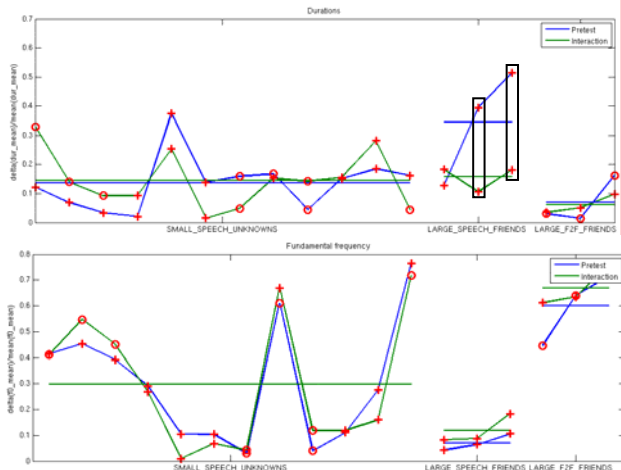 Durations
delta(dur_mean)/mean(dur_mean)
0.6
0.5
0.4
0.3
0.2
0.1
0
Pretest
Interaction
SMALL_SPEECH_UNKNOWNS
LARGE_SPEECH_FRIENDS
LARGE_F2F_FRIENDS
Fundamental frequency
delta(f0_mean)/mean(f0_mean)
0.8
0.7
0.6
0.5
0.4
0.3
0.2
0.1
0
Pretest
Interaction
SMALL_SPEECH_UNKNOWNS
LARGE_SPEECH_FRIENDS
LARGE_F2F_FRIENDS